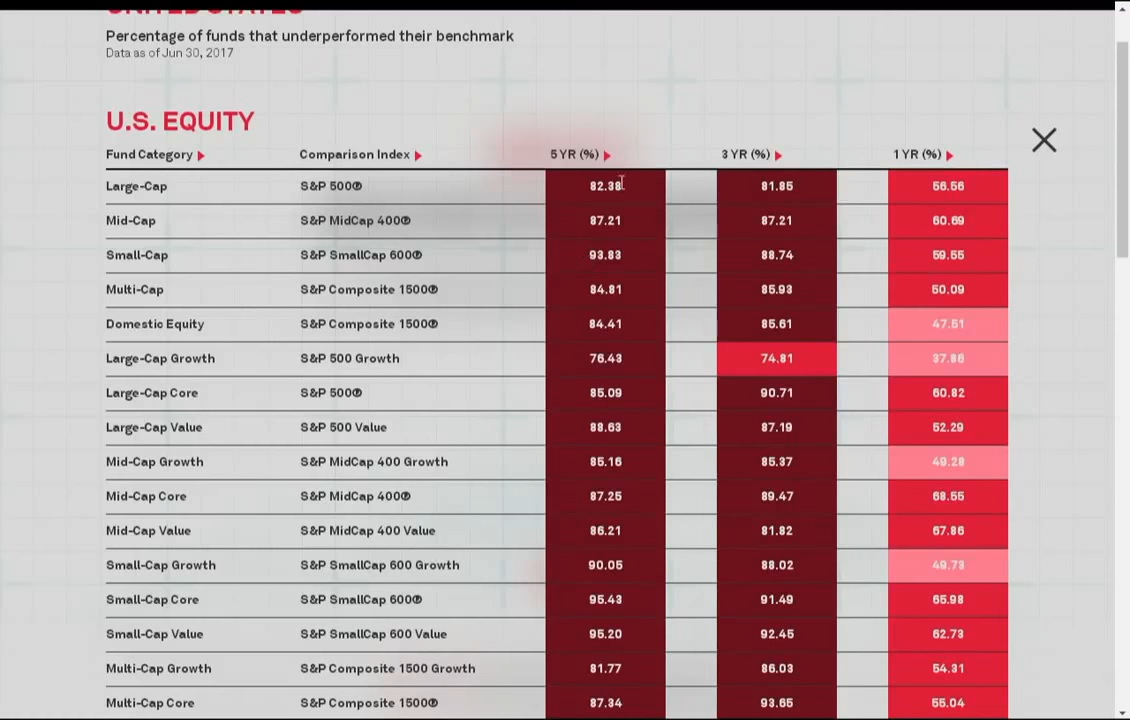 UNITED STATES
Percentage of funds that underperformed their benchmark
Data as of Jun 30, 2017
U.S. EQUITY
Fund Category Comparison Index 5 YR (%) 3 YR (%) 1 YR (%)
Large-Cap S&P 500® 82.38 81.85 56.56
Mid-Cap S&P MidCap 400® 87.21 87.21 60.69
Small-Cap S&P SmallCap 600® 93.83 88.74 59.55
Multi-Cap S&P Composite 1500® 84.81 85.93 50.09
Domestic Equity S&P Composite 1500® 84.41 85.61 47.51
Large-Cap Growth S&P 500 Growth 76.43 74.81 37.86
Large-Cap Core S&P 500® 85.09 90.71 60.82
Large-Cap Value S&P 500 Value 88.63 87.19 52.29
Mid-Cap Growth S&P MidCap 400 Growth 85.16 85.37 49.28
Mid-Cap Core S&P MidCap 400® 87.25 89.47 68.55
Mid-Cap Value S&P MidCap 400 Value 86.21 81.82 67.86
Small-Cap Growth S&P SmallCap 600 Growth 90.05 88.02 49.73
Small-Cap Core S&P SmallCap 600® 95.43 91.49 65.98
Small-Cap Value S&P SmallCap 600 Value 95.20 92.45 62.73
Multi-Cap Growth S&P Composite 1500 Growth 81.77 86.03 54.31
Multi-Cap Core S&P Composite 1500® 87.34 93.65 55.04